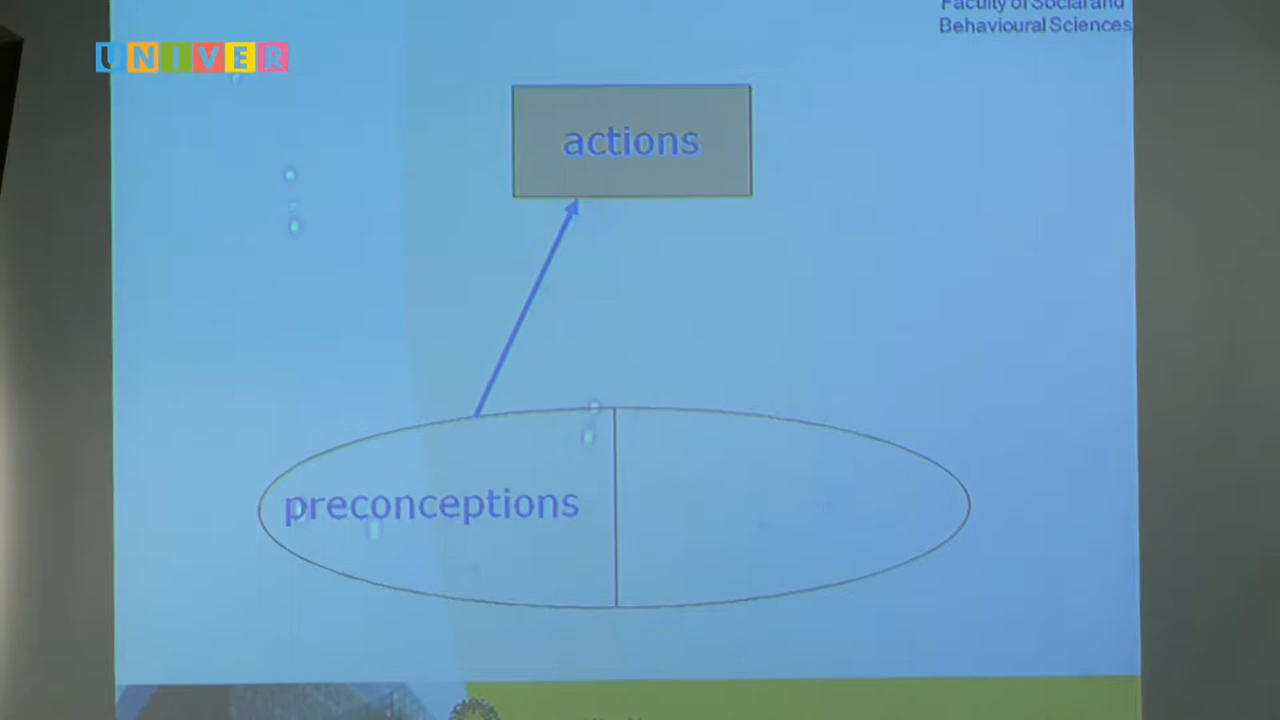 Faculty of Social and
Behavioural Sciences
UNIVER
actions
preconceptions